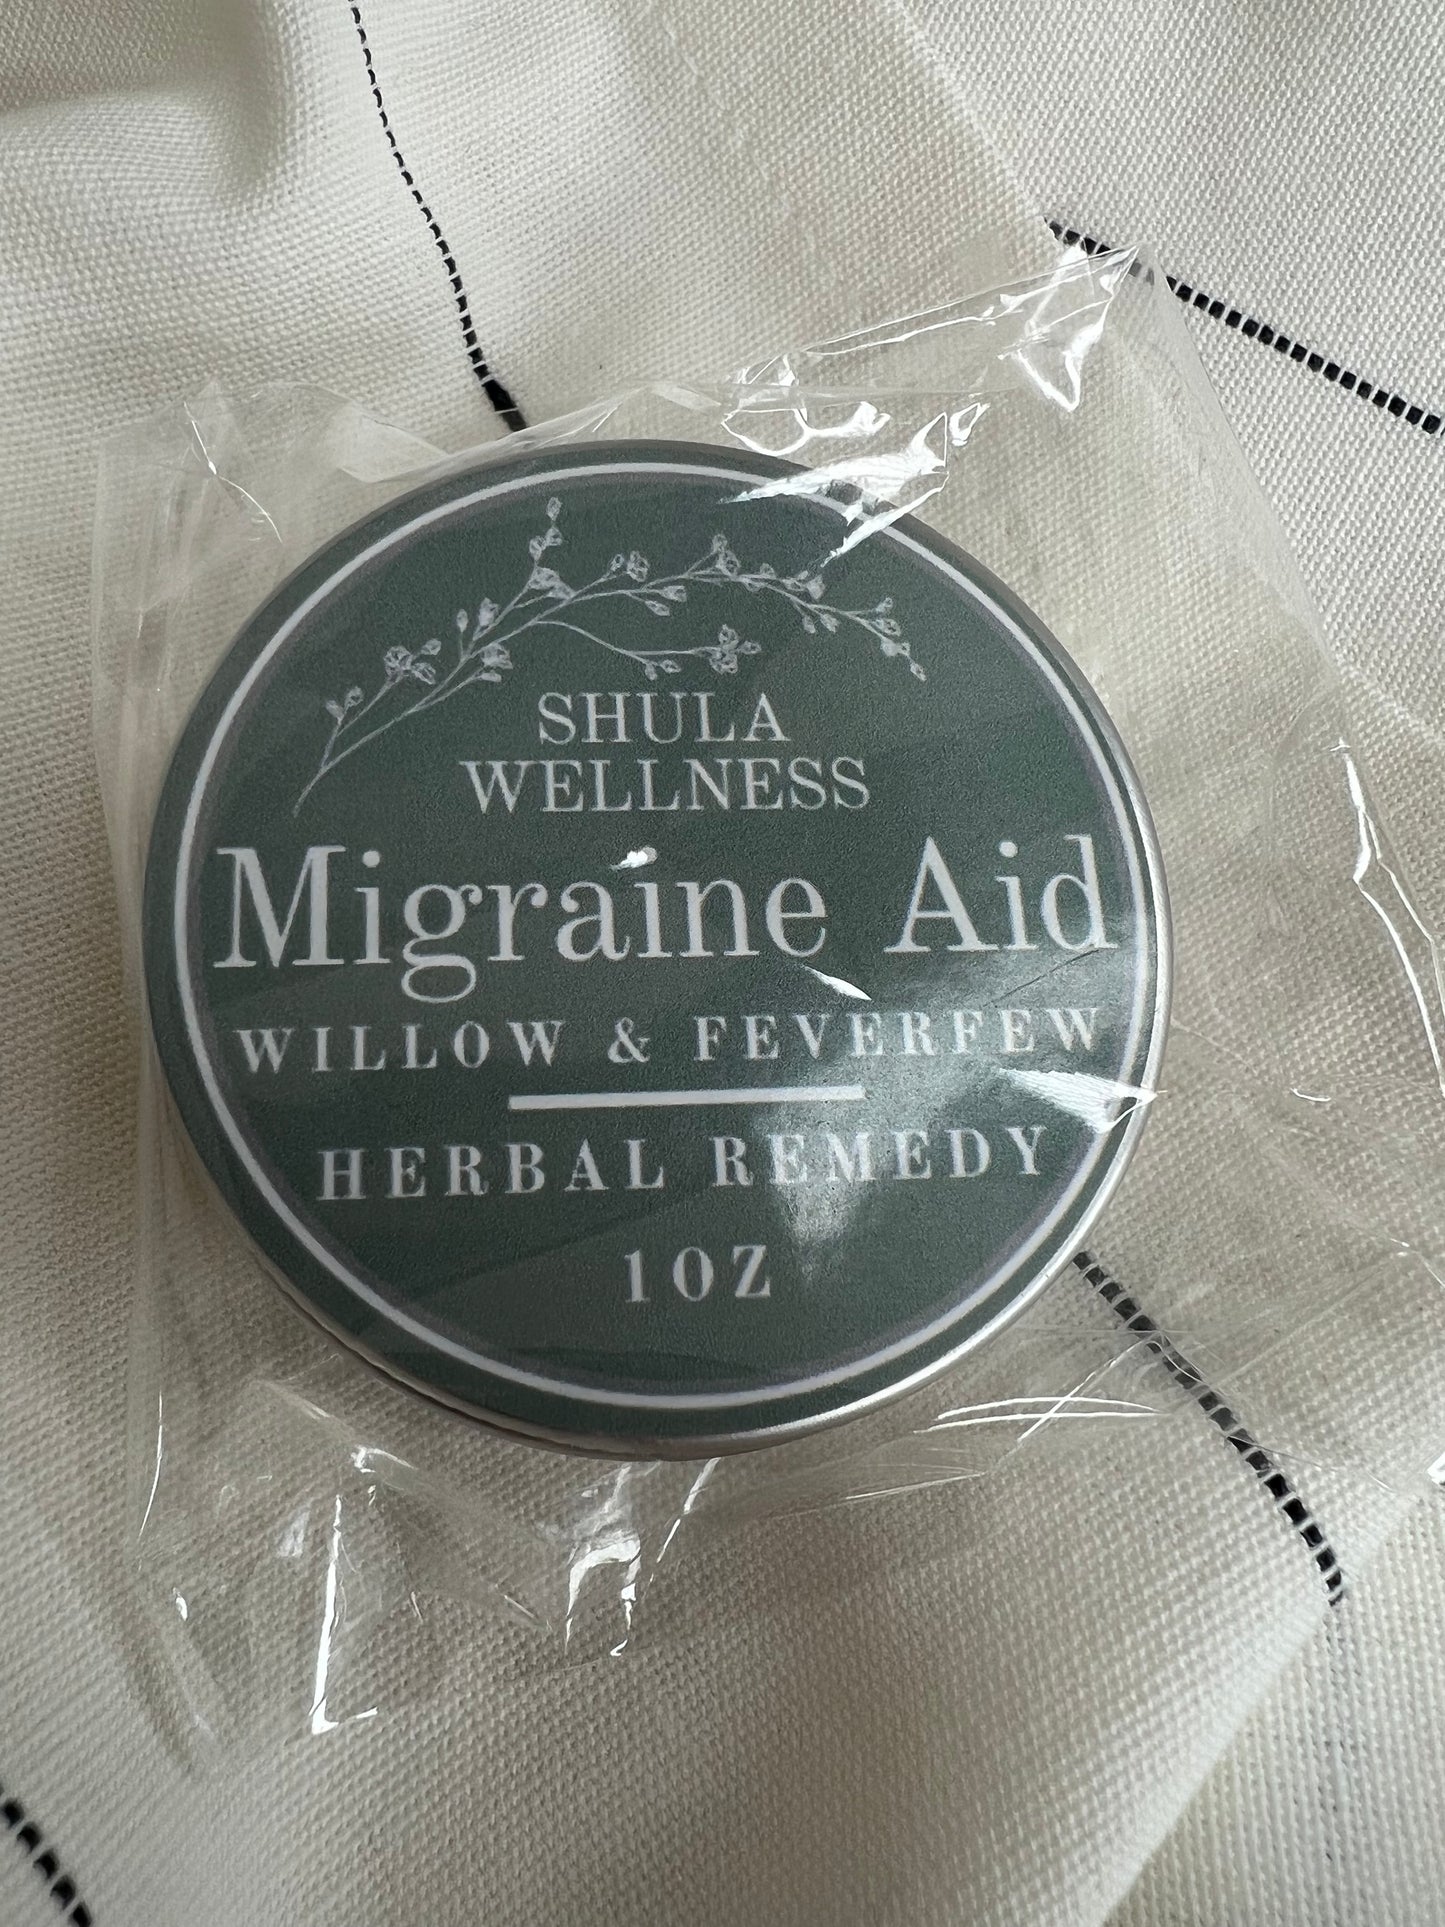 SHULA
WELLNESS
Migraine Aid
WILLOW & FEVERFEW
HERBAL REMEDY
1OZ